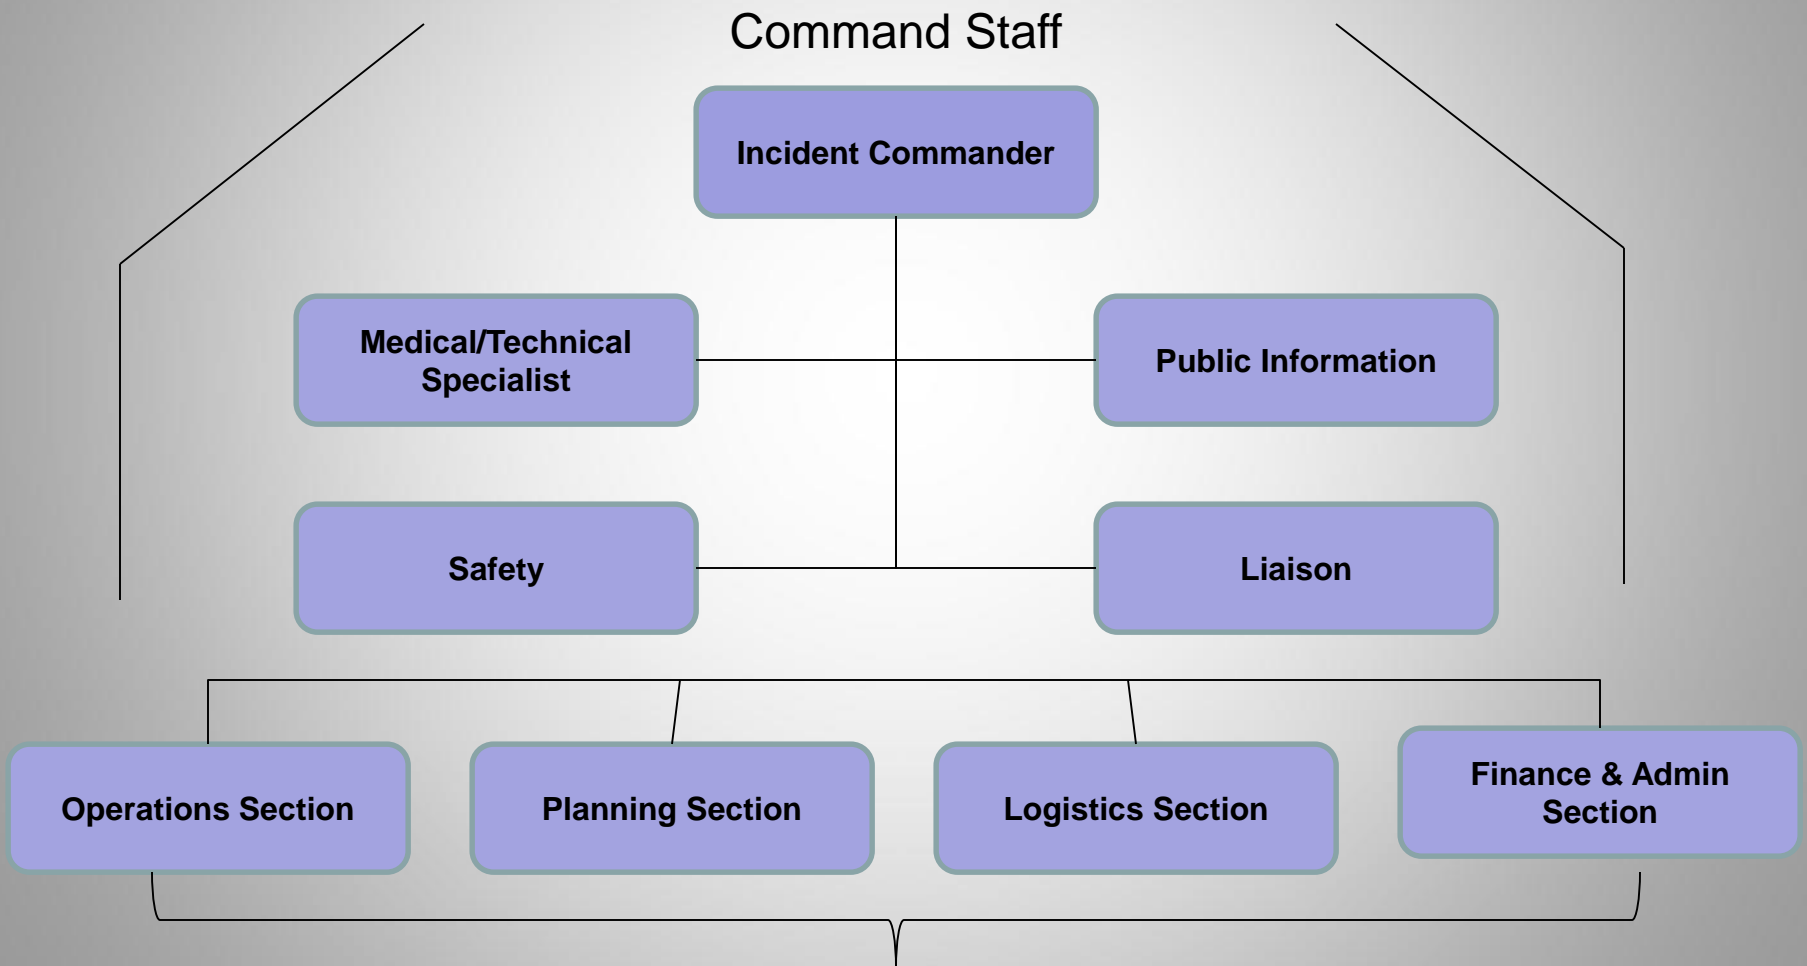 Command Staff
Incident Commander
Medical/Technical
Specialist
Public Information
Safety
Liaison
Operations Section
Planning Section
Logistics Section
Finance & Admin
Section